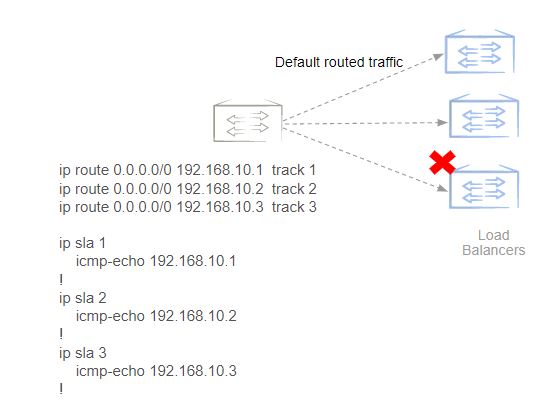 Default routed traffic
ip route 0.0.0.0/0 192.168.10.1 track 1
ip route 0.0.0.0/0 192.168.10.2 track 2
ip route 0.0.0.0/0 192.168.10.3 track 3
Load
Balancers
ip sla 1
icmp-echo 192.168.10.1
!
ip sla 2
icmp-echo 192.168.10.2
!
ip sla 3
icmp-echo 192.168.10.3
!